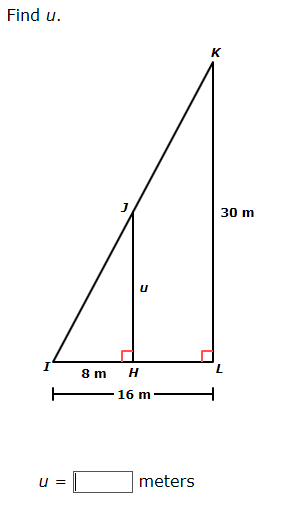 Find u.
K
J
30 m
u
I
8 m H
L
16 m
u = meters